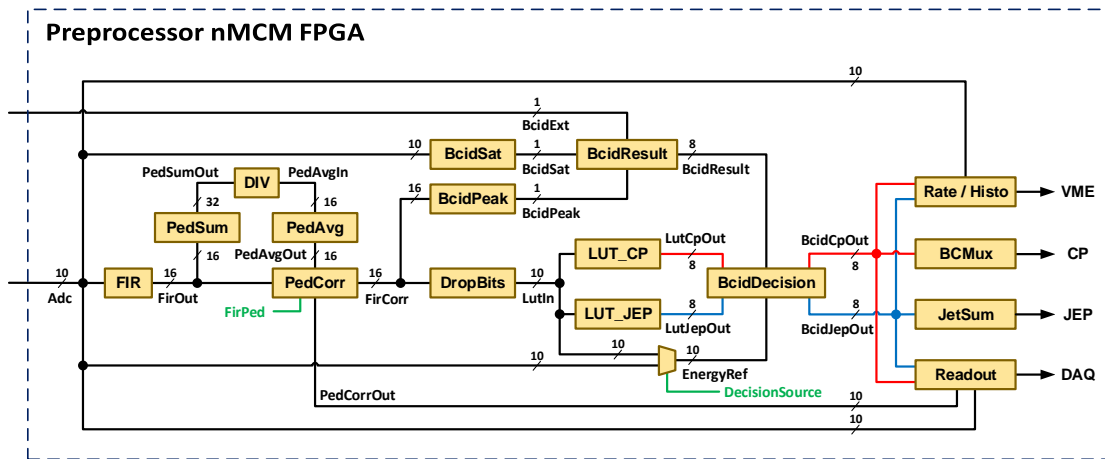 Preprocessor nMCM FPGA
10
1
BcidExt
10
BcidSat
1
BcidSat
BcidResult
8
BcidResult
PedSumOut
DIV
PedAvgIn
32
16
16
BcidPeak
1
BcidPeak
Rate / Histo
VME
PedSum
PedAvg
16
PedAvgOut
16
LUT_CP
LutCpOut
8
BcidCpOut
8
BCMux
CP
10
Adc
FIR
16
FirOut
PedCorr
16
FirCorr
DropBits
10
LutIn
BcidDecision
FirPed
LUT_JEP
8
LutJepOut
8
BcidJepOut
JetSum
JEP
10
10
10
EnergyRef
Readout
DAQ
DecisionSource
PedCorrOut
10
10